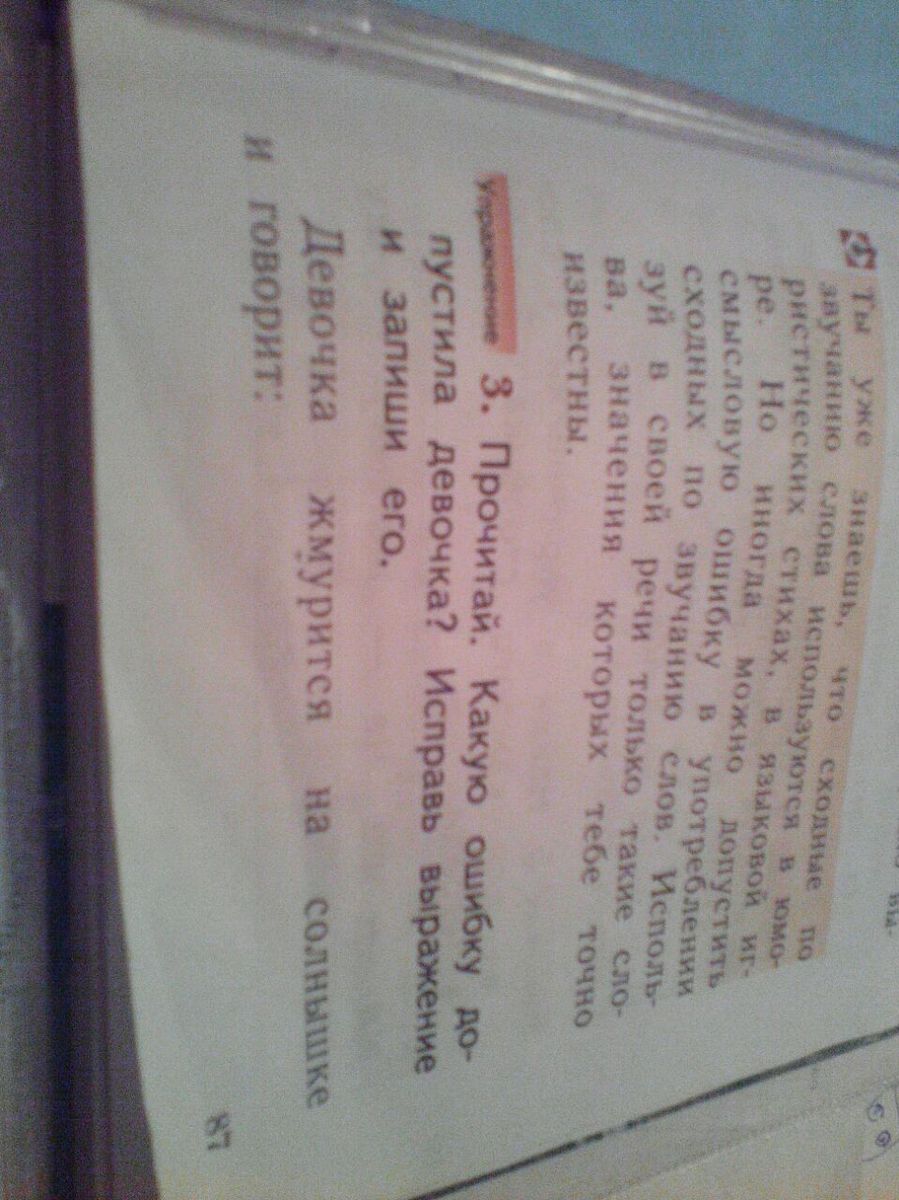 Ты уже знаешь, что сходные по
звучанию слова используются в юмо-
ристических стихах, в языковой иг-
ре. Но иногда можно допустить
смысловую ошибку в употреблении
сходных по звучанию слов. Исполь-
зуй в своей речи только такие сло-
ва, значения которых тебе точно
известны.
Упражнение 3. Прочитай. Какую ошибку до-
пустила девочка? Исправь выражение
и запиши его.
Девочка жмурится на солнышке
и говорит:
87